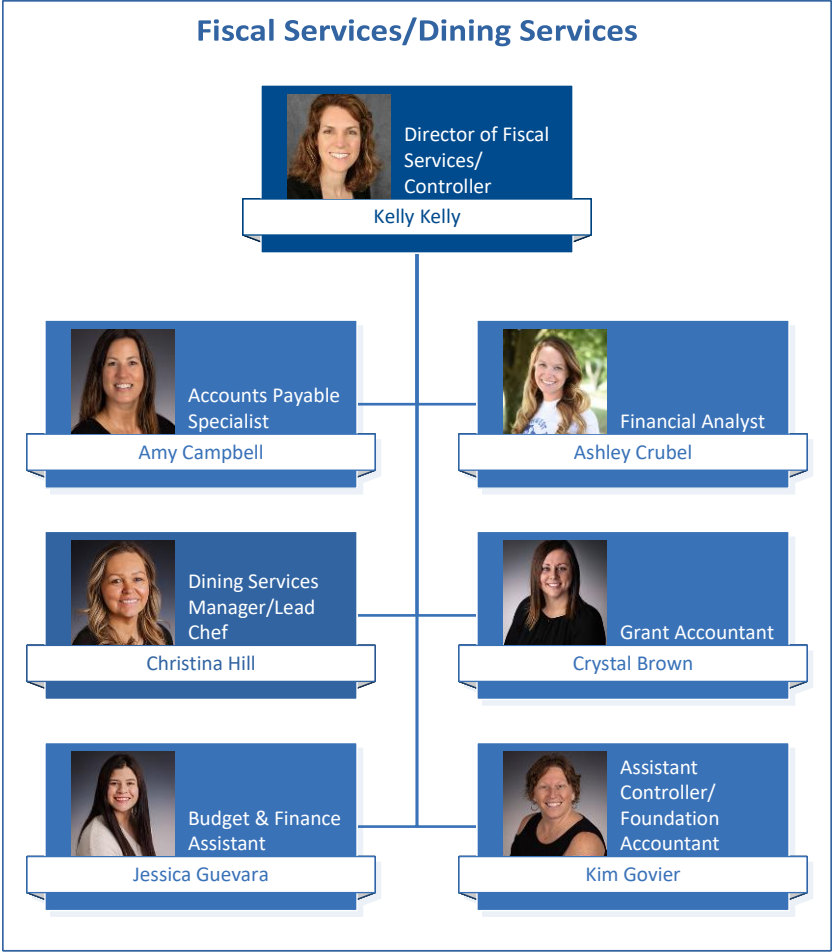 Fiscal Services/Dining Services
Director of Fiscal
Services/
Controller
Kelly Kelly
Accounts Payable
Specialist
Amy Campbell
Financial Analyst
Ashley Crubel
Dining Services
Manager/Lead
Chef
Christina Hill
Grant Accountant
Crystal Brown
Budget & Finance
Assistant
Jessica Guevara
Assistant
Controller/
Foundation
Accountant
Kim Govier